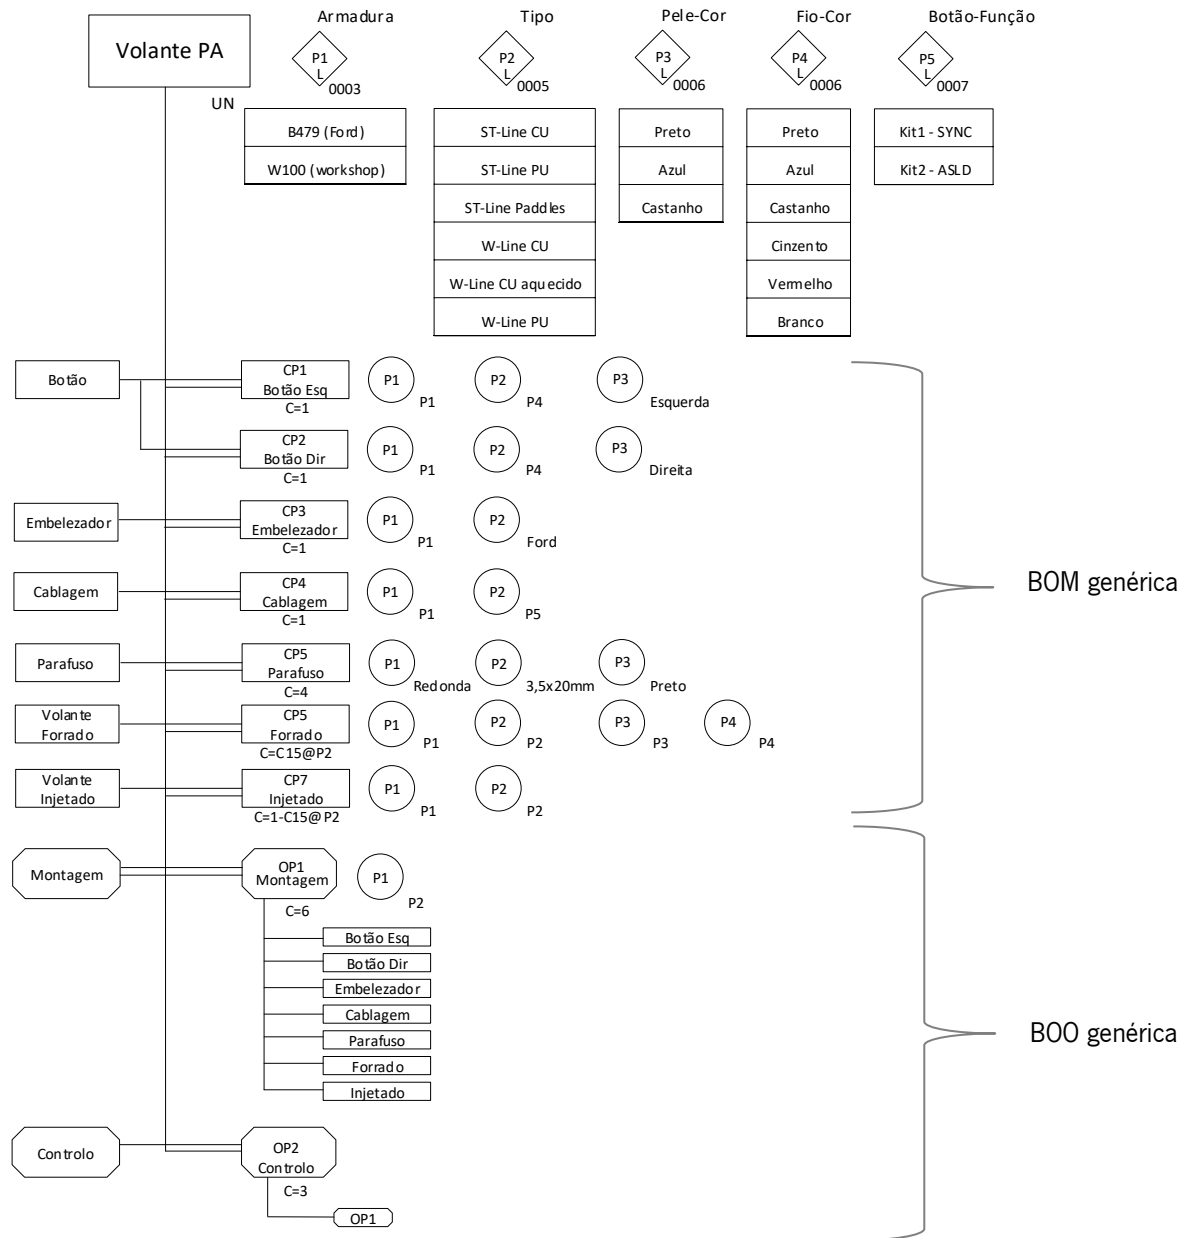 Armadura
Tipo
Pele-Cor
Fio-Cor
Botão-Função
Volante PA
UN
P1
L
0003
P2
L
0005
P3
L
0006
P4
L
0006
P5
L
0007
B479 (Ford)
W100 (workshop)
ST-Line CU
ST-Line PU
ST-Line Paddles
W-Line CU
W-Line CU aquecido
W-Line PU
Preto
Azul
Castanho
Preto
Azul
Castanho
Cinzento
Vermelho
Branco
Kit1 - SYNC
Kit2 - ASLD
Botão
CP1
Botão Esq
C=1
P1
P1
P2
P4
P3
Esquerda
CP2
Botão Dir
C=1
P1
P1
P2
P4
P3
Direita
Embelezador
CP3
Embelezador
C=1
P1
P1
P2
Ford
Cablagem
CP4
Cablagem
C=1
P1
P1
P2
P5
Parafuso
CP5
Parafuso
C=4
P1
Redonda
P2
3,5x20mm
P3
Preto
Volante
Forrado
CP5
Forrado
C=C15@P2
P1
P1
P2
P2
P3
P3
P4
P4
Volante
Injetado
CP7
Injetado
C=1-C15@P2
P1
P1
P2
P2
BOM genérica
Montagem
OP1
Montagem
C=6
P1
P2
Botão Esq
Botão Dir
Embelezador
Cablagem
Parafuso
Forrado
Injetado
BOO genérica
Controlo
OP2
Controlo
C=3
OP1